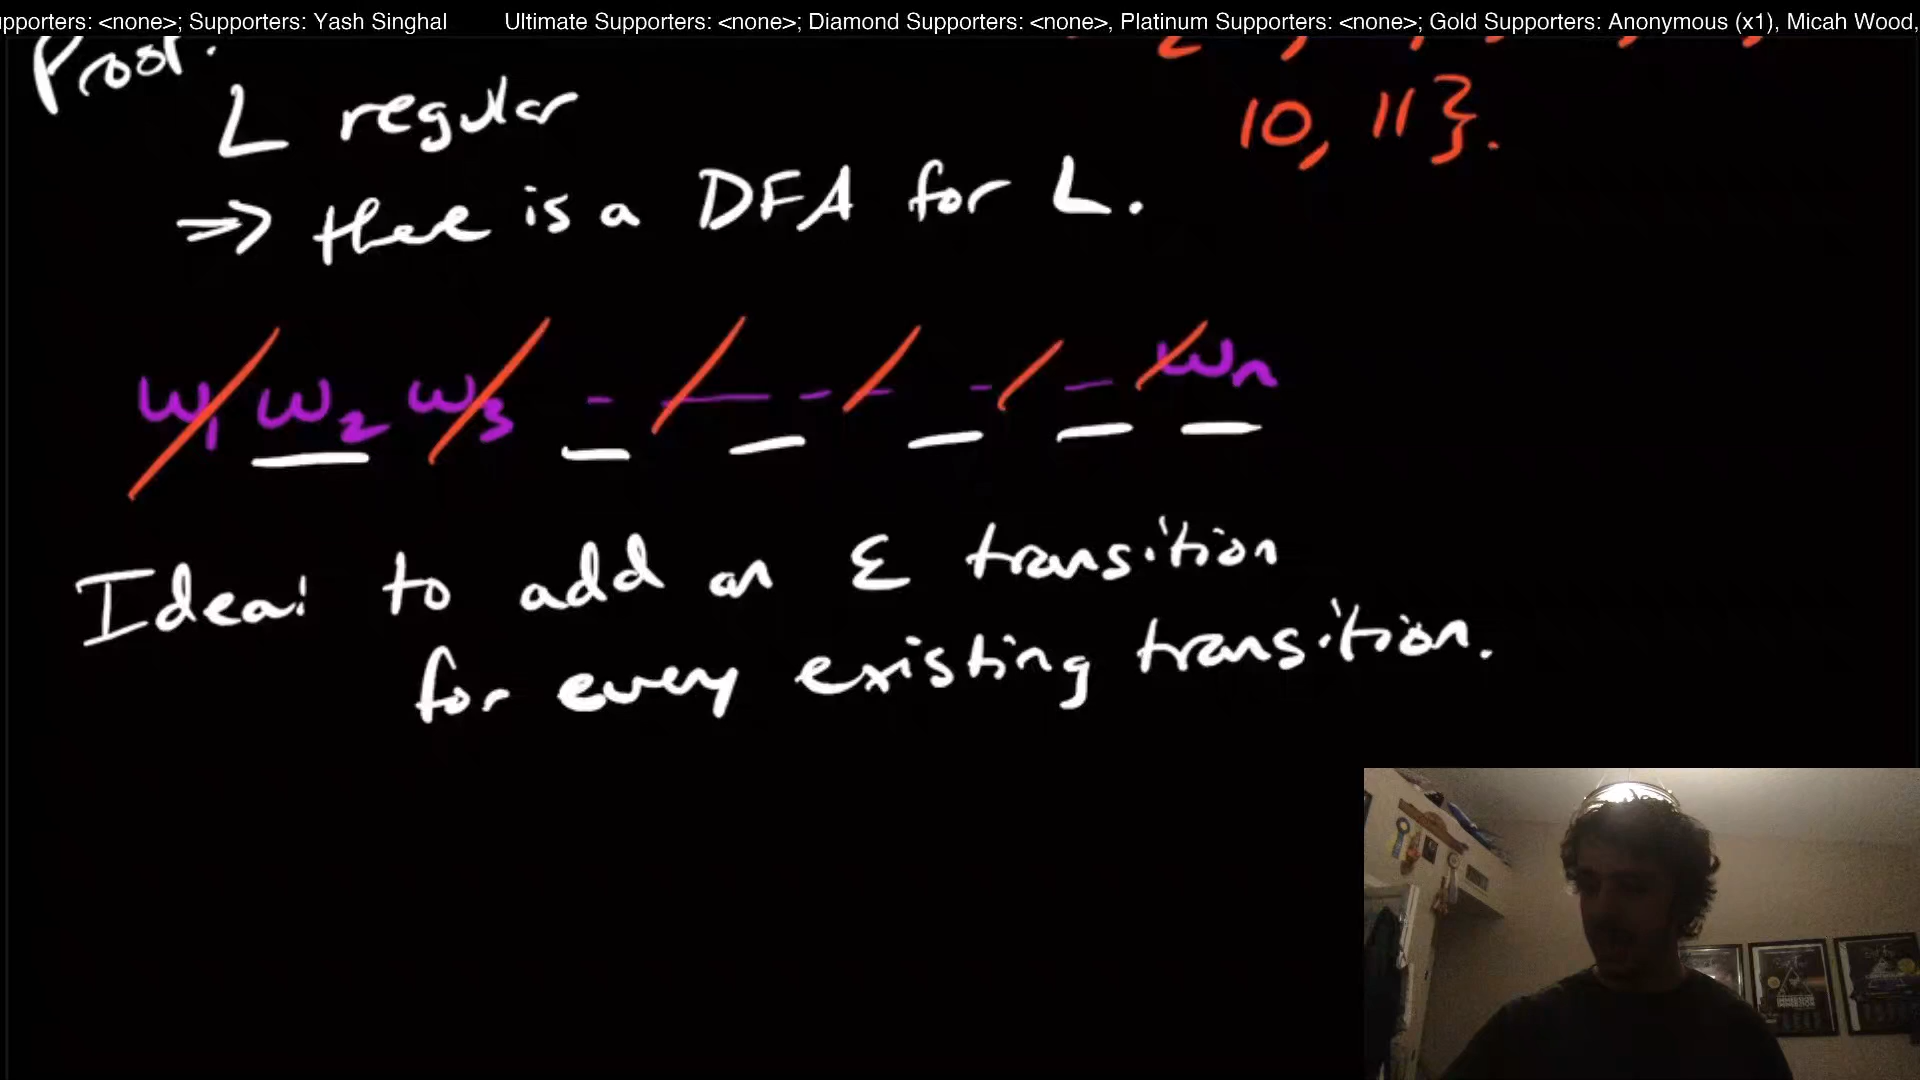 pporters: <none>; Supporters: Yash Singhal Ultimate Supporters: <none>; Diamond Supporters: <none>, Platinum Supporters: <none>; Gold Supporters: Anonymous (x1), Micah Wood,
Proof:
10, 11}.
L regular
=> there is a DFA for L.
w1 w2 w3 - - - - - - wn
Idea: to add an ε transition
for every existing transition.